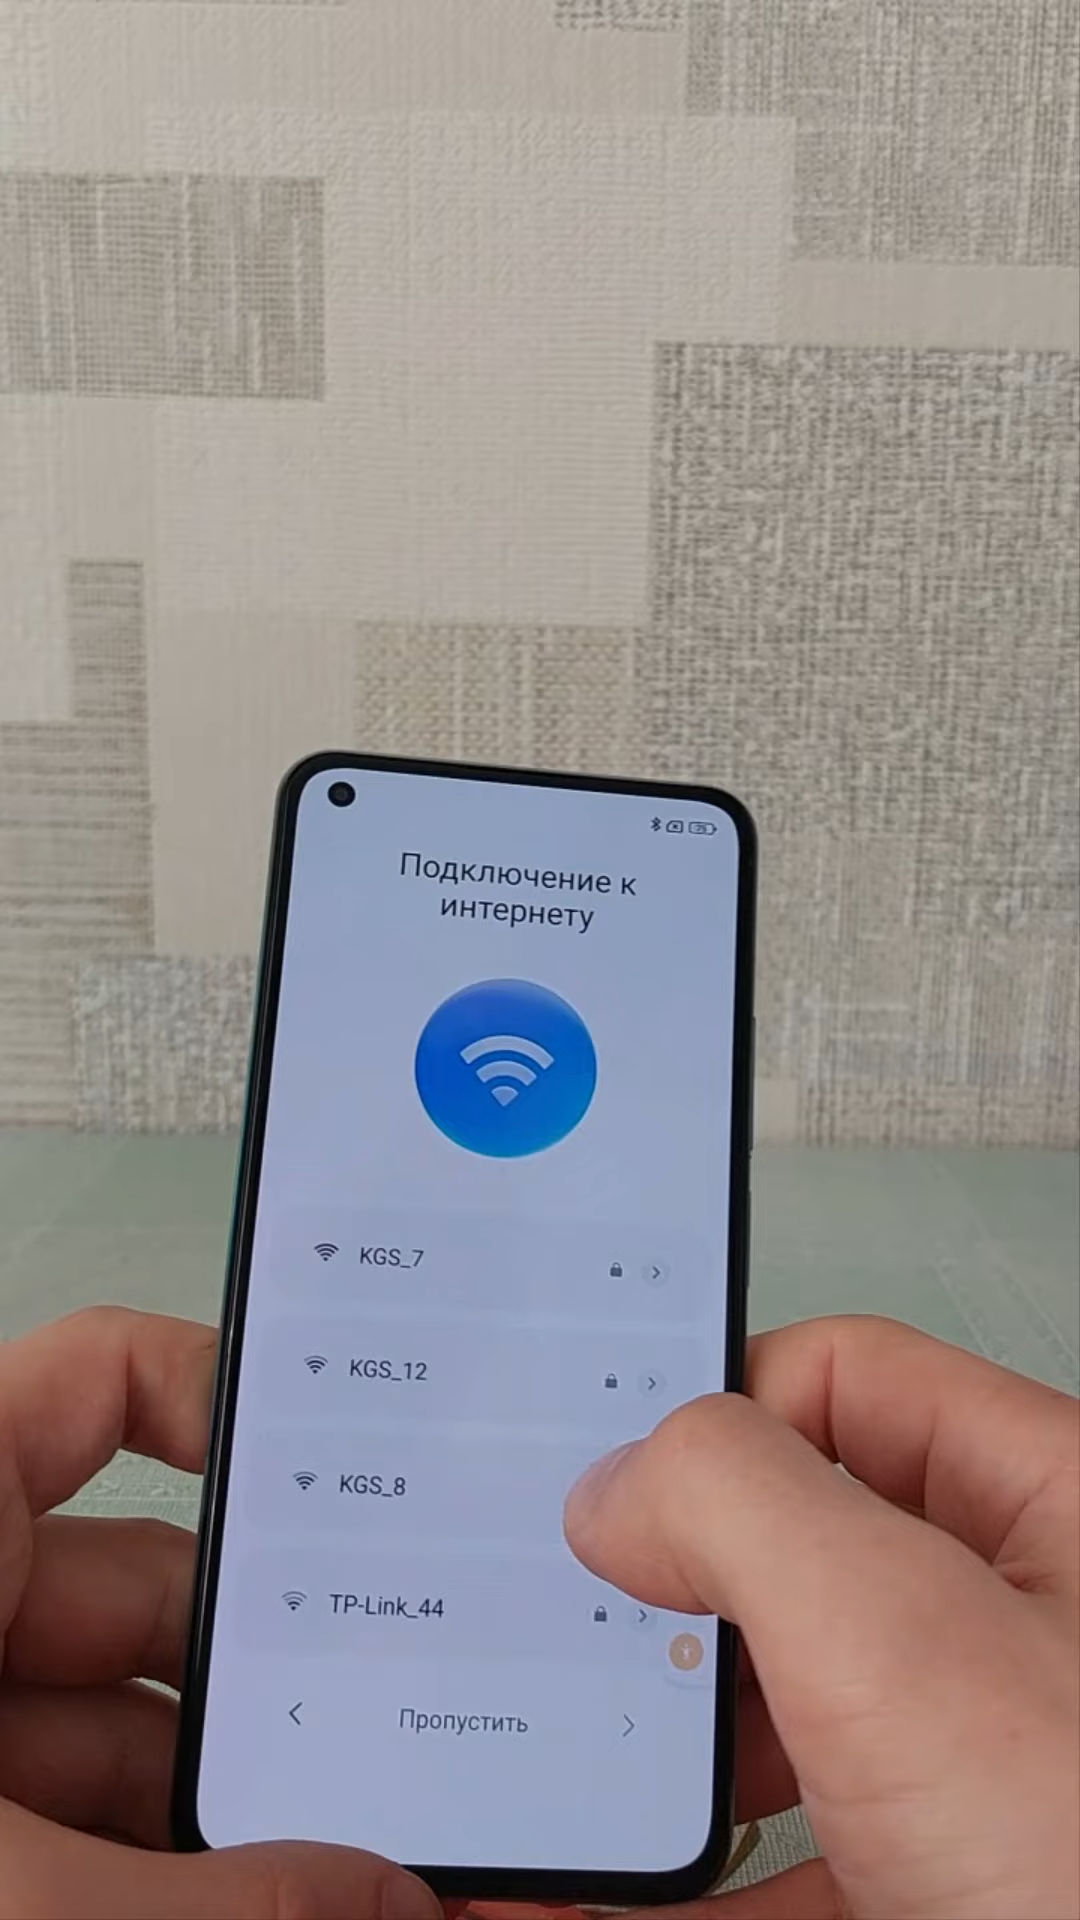 Подключение к
интернету
KGS_7
KGS_12
KGS_8
TP-Link_44
Пропустить